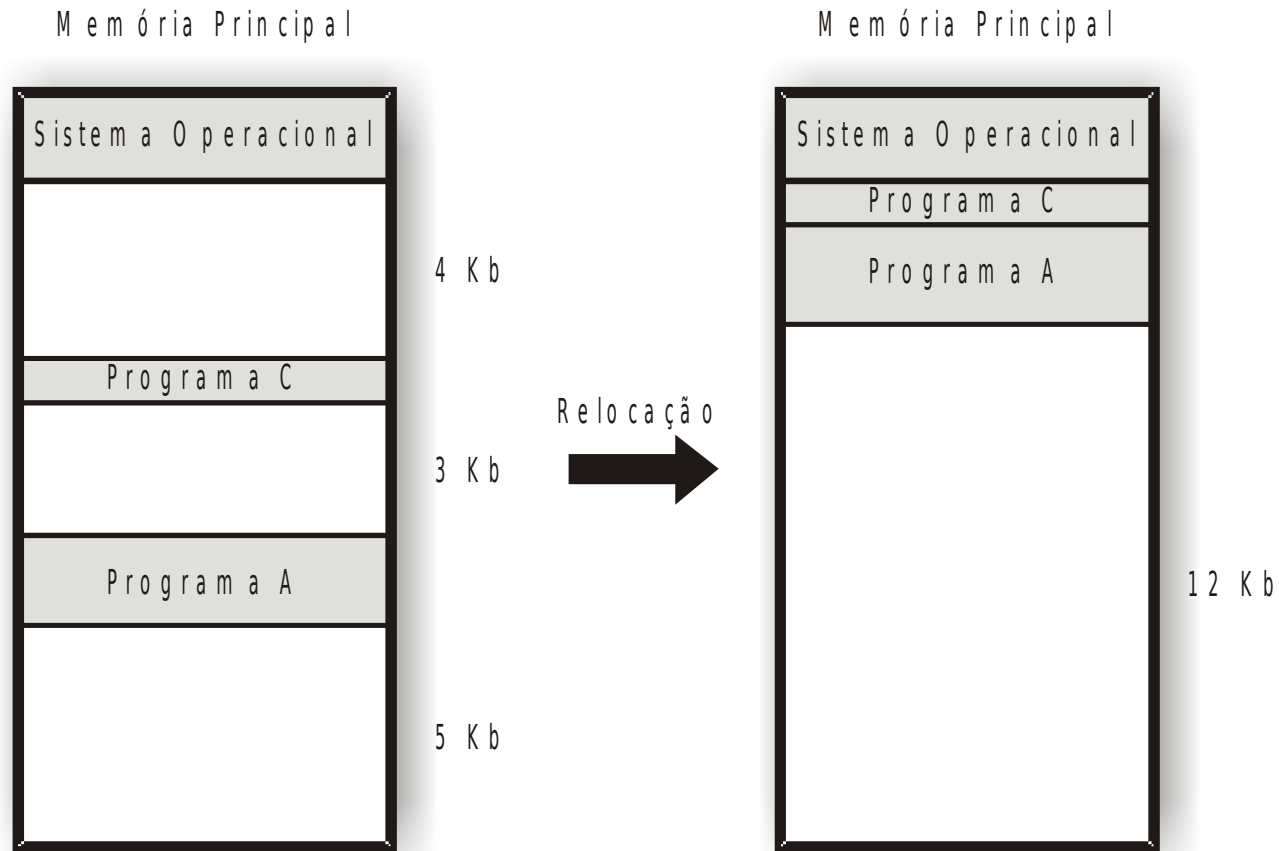 Memória Principal
Sistema Operacional
4 Kb
Programa C
3 Kb
Programa A
5 Kb
Relocação
Memória Principal
Sistema Operacional
Programa C
Programa A
12 Kb